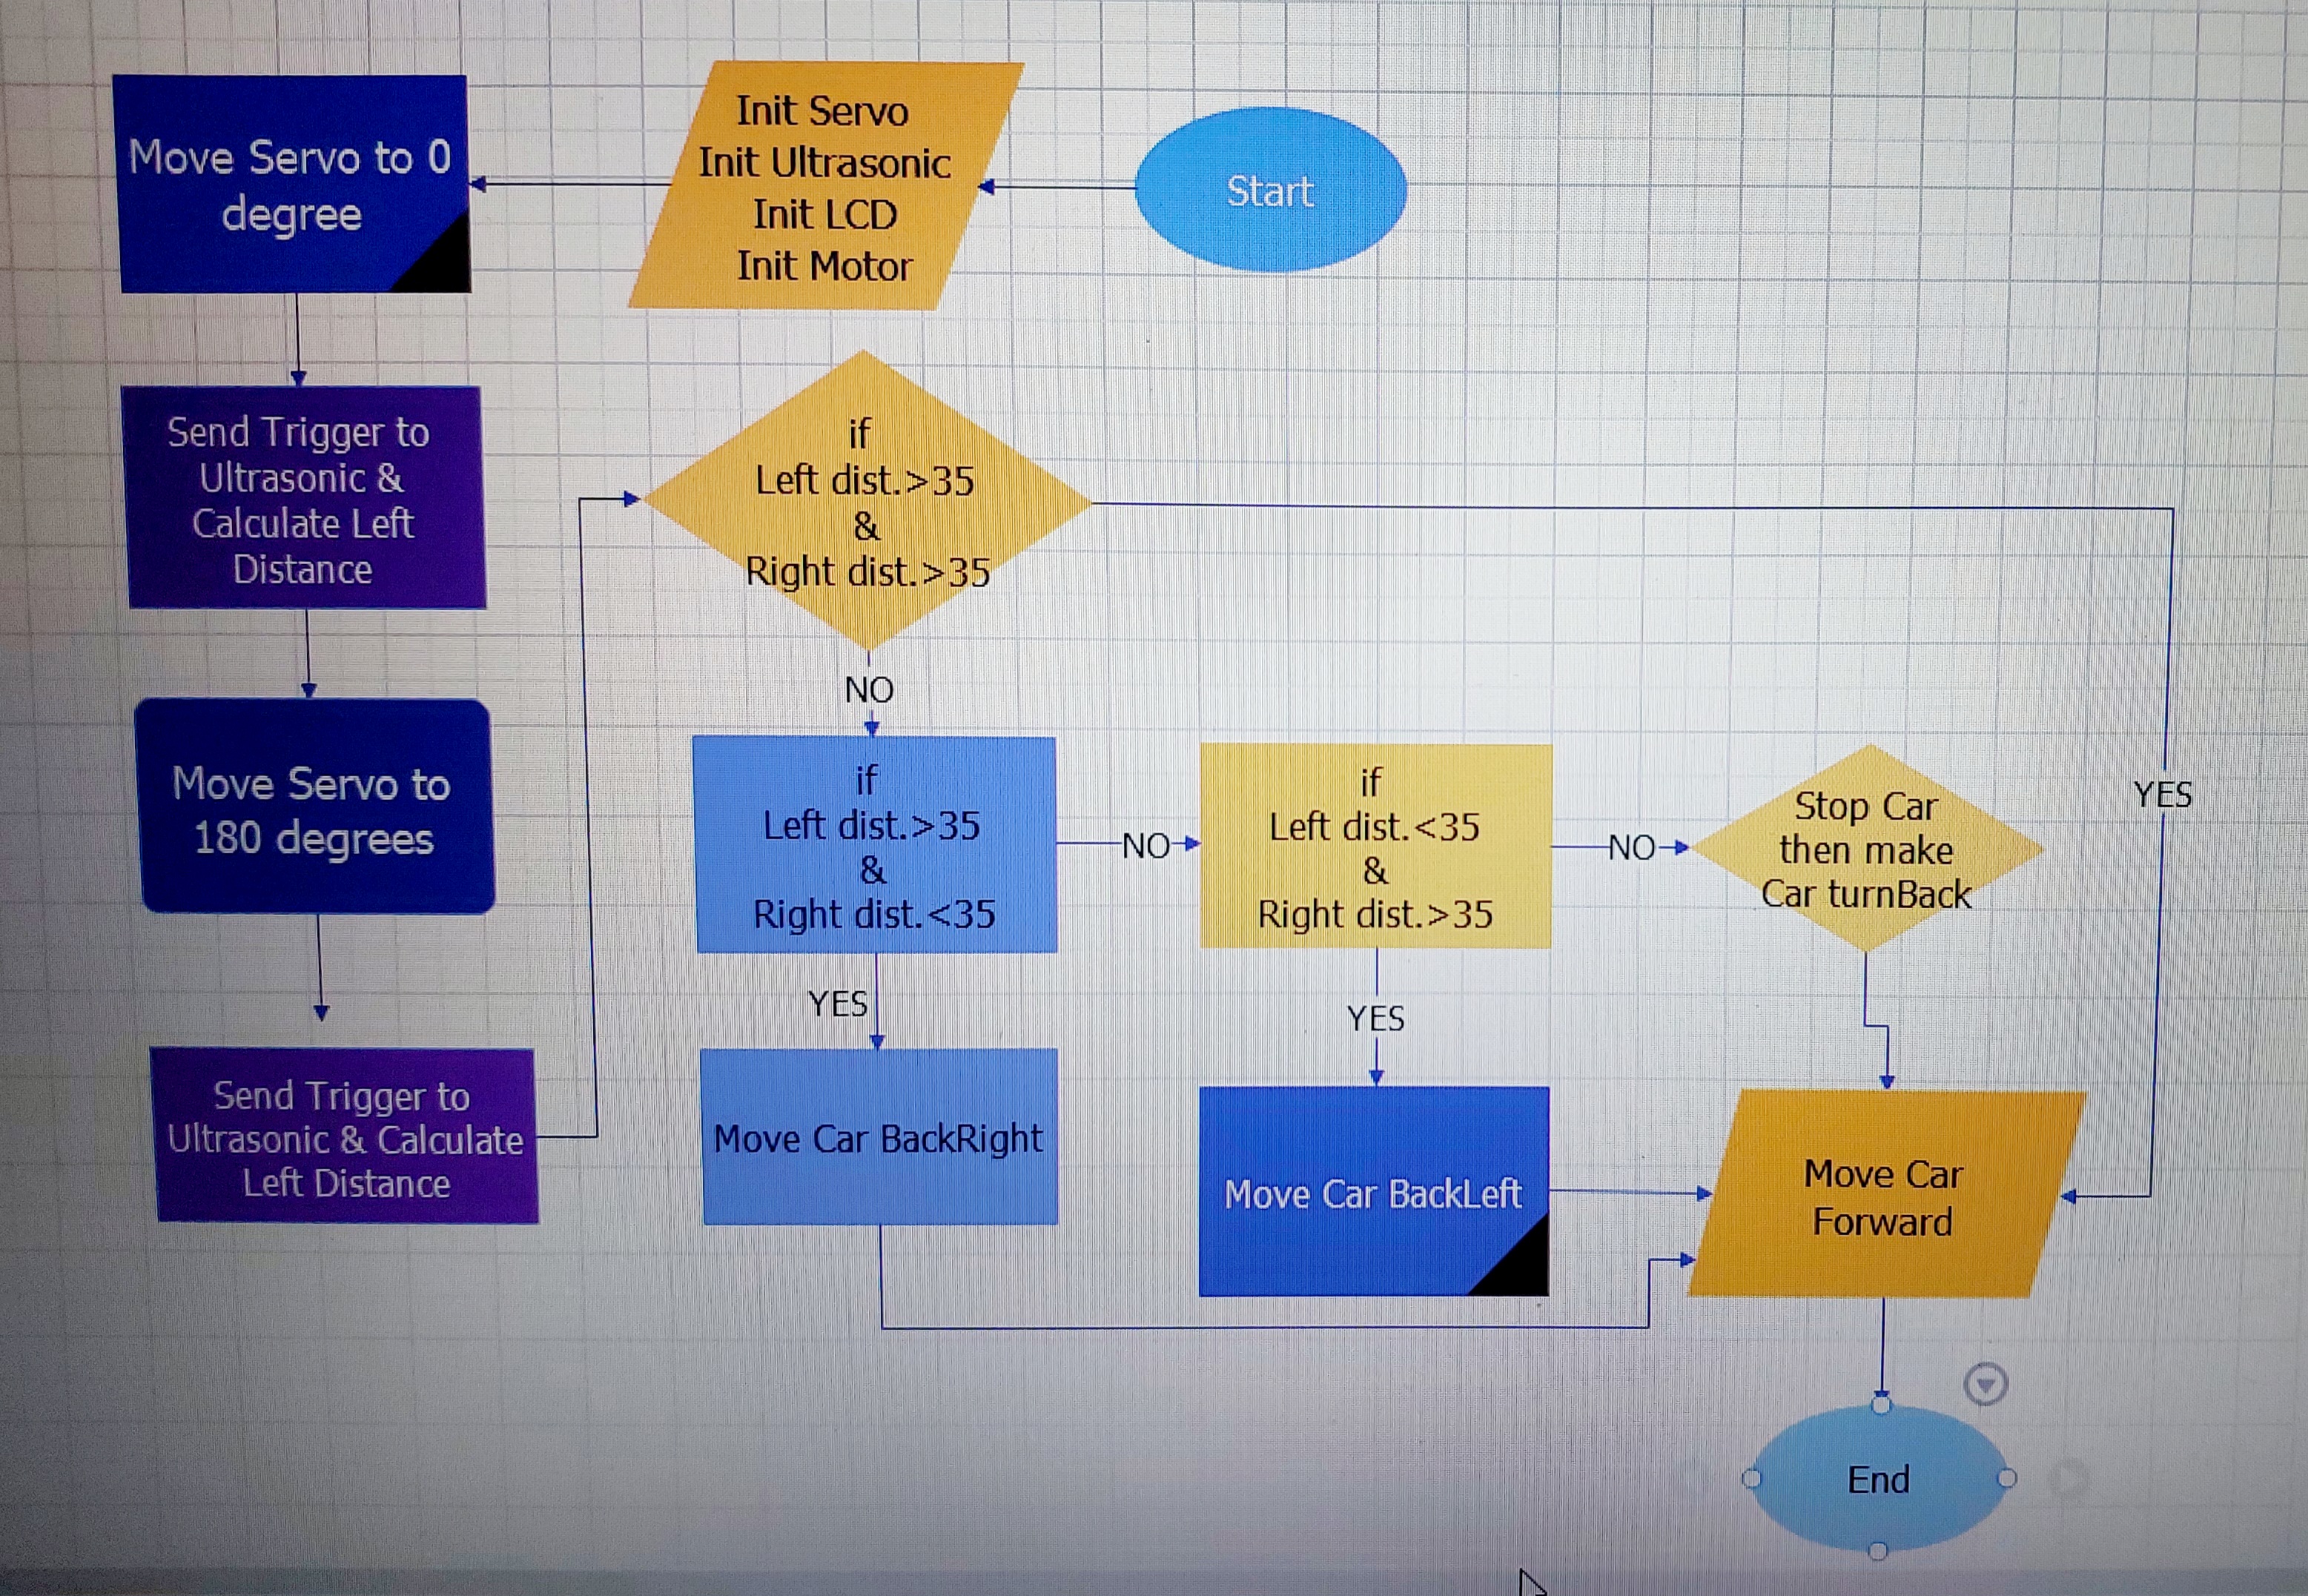 Start
Init Servo
Init Ultrasonic
Init LCD
Init Motor
Move Servo to 0
degree
Send Trigger to
Ultrasonic &
Calculate Left
Distance
Move Servo to
180 degrees
Send Trigger to
Ultrasonic & Calculate
Left Distance
if
Left dist.>35
&
Right dist.>35
NO
YES
if
Left dist.>35
&
Right dist.<35
NO
YES
if
Left dist.<35
&
Right dist.>35
NO
YES
Stop Car
then make
Car turnBack
Move Car BackRight
Move Car BackLeft
Move Car
Forward
End